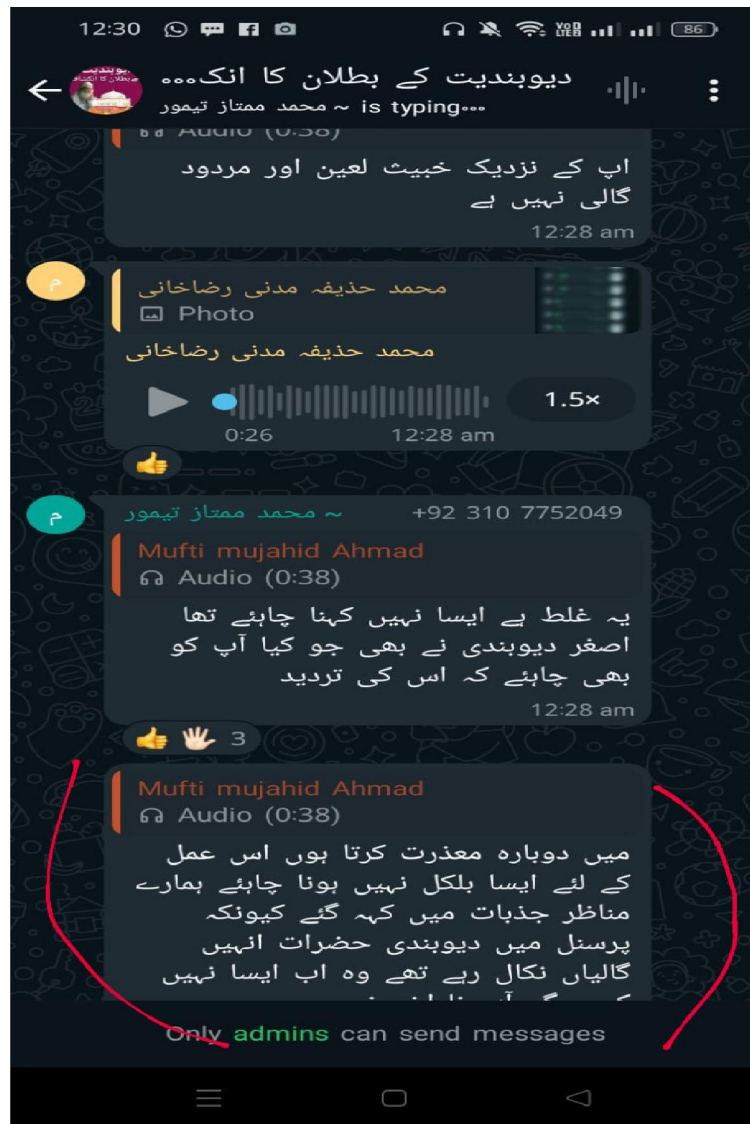 12:30
VoD LTE 86
دیوبندیت کے بطلان کا انک...
~ محمد ممتاز تیمور is typing...
Audio (0:38)
اپ کے نزدیک خبیث لعین اور مردود
گالی نہیں ہے
12:28 am
محمد حذیفہ مدنی رضاخانی
Photo
محمد حذیفہ مدنی رضاخانی
1.5×
0:26 12:28 am
~ محمد ممتاز تیمور +92 310 7752049
Mufti mujahid Ahmad
Audio (0:38)
یہ غلط ہے ایسا نہیں کہنا چاہئے تھا
اصغر دیوبندی نے بھی جو کیا آپ کو
بھی چاہئے کہ اس کی تردید
12:28 am
3
Mufti mujahid Ahmad
Audio (0:38)
میں دوبارہ معذرت کرتا ہوں اس عمل
کے لئے ایسا بلکل نہیں ہونا چاہئے ہمارے
مناظر جذبات میں کہہ گئے کیونکہ
پرسنل میں دیوبندی حضرات انہیں
گالیاں نکال رہے تھے وہ اب ایسا نہیں
Only admins can send messages